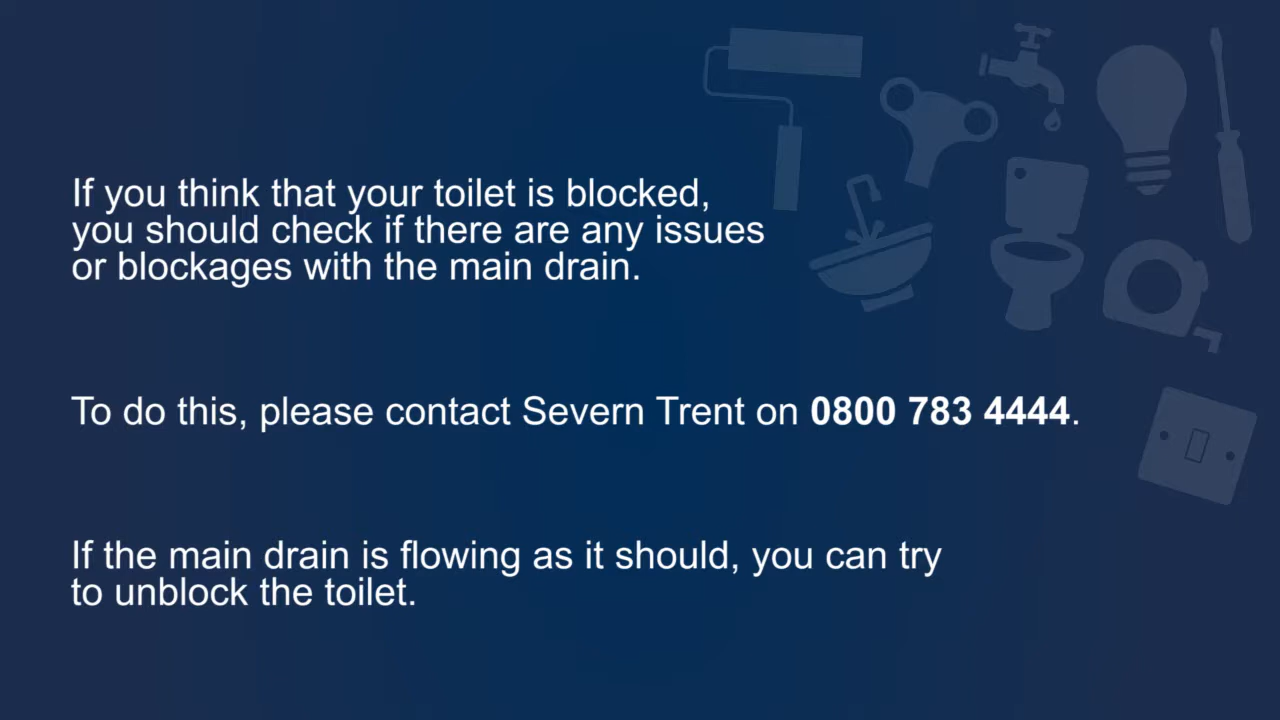 If you think that your toilet is blocked,
you should check if there are any issues
or blockages with the main drain.
To do this, please contact Severn Trent on 0800 783 4444.
If the main drain is flowing as it should, you can try
to unblock the toilet.